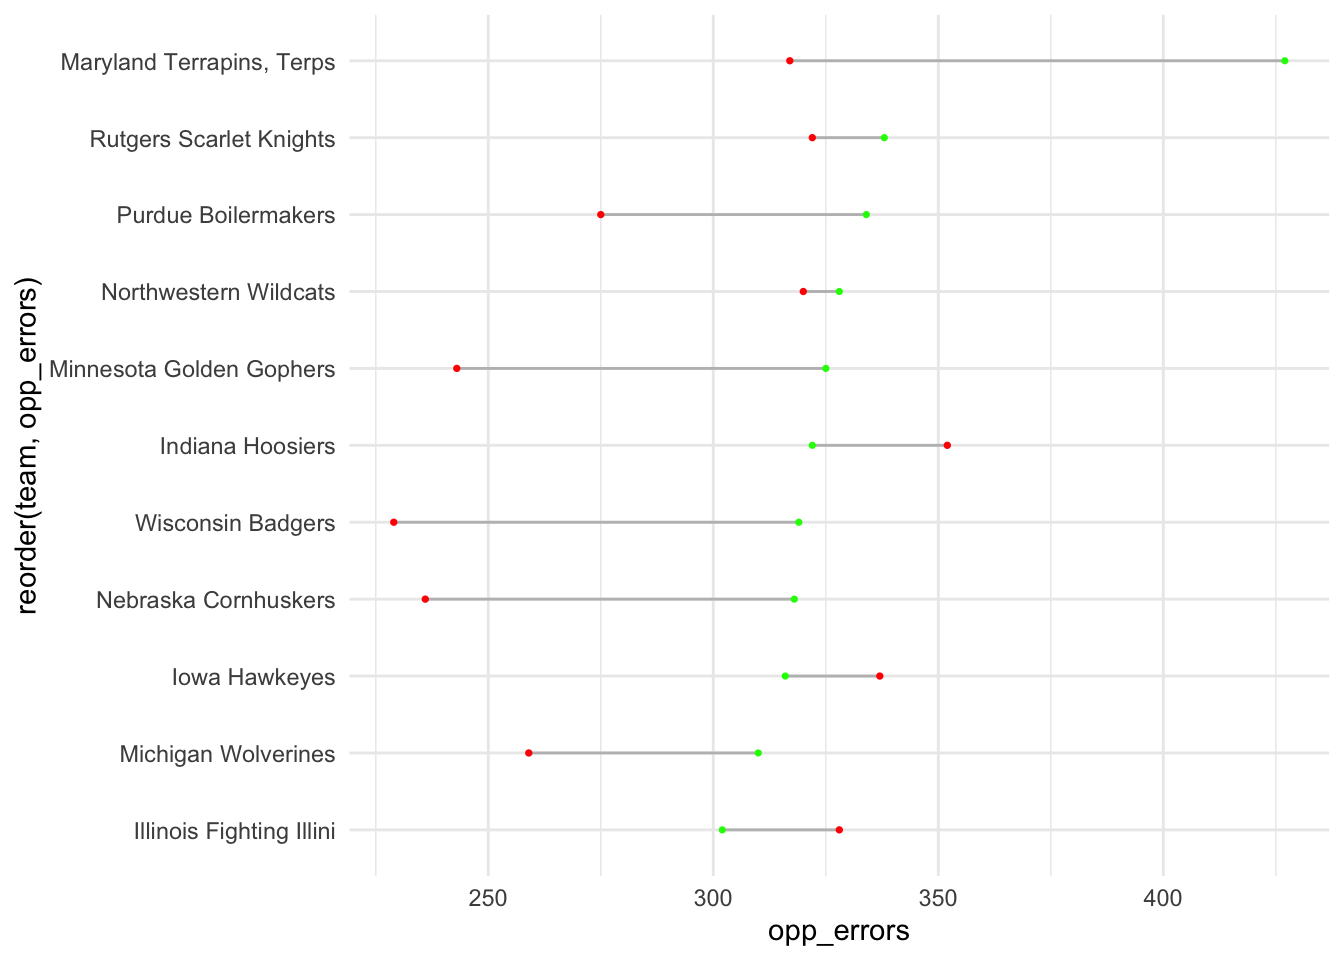 Maryland Terrapins, Terps
Rutgers Scarlet Knights
Purdue Boilermakers
Northwestern Wildcats
Minnesota Golden Gophers
Indiana Hoosiers
Wisconsin Badgers
Nebraska Cornhuskers
Iowa Hawkeyes
Michigan Wolverines
Illinois Fighting Illini
reorder(team, opp_errors)
250 300 350 400
opp_errors